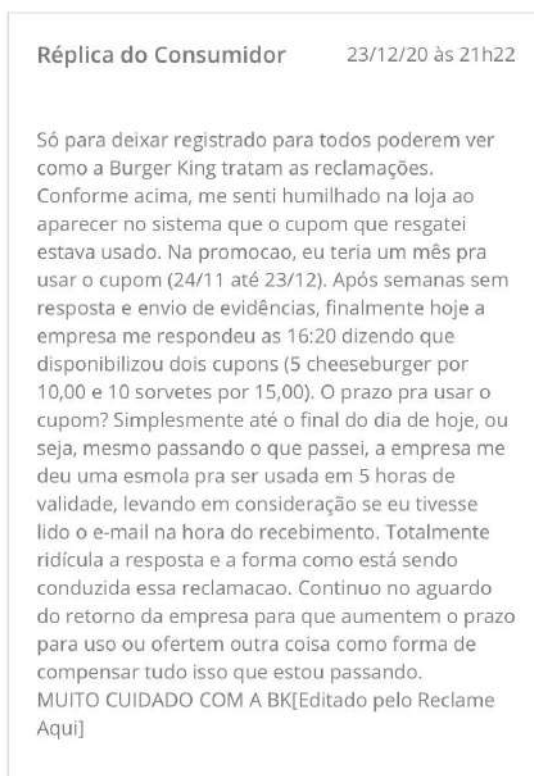 Réplica do Consumidor 23/12/20 às 21h22
Só para deixar registrado para todos poderem ver
como a Burger King tratam as reclamações.
Conforme acima, me senti humilhado na loja ao
aparecer no sistema que o cupom que resgatei
estava usado. Na promocao, eu teria um mês pra
usar o cupom (24/11 até 23/12). Após semanas sem
resposta e envio de evidências, finalmente hoje a
empresa me respondeu as 16:20 dizendo que
disponibilizou dois cupons (5 cheeseburger por
10,00 e 10 sorvetes por 15,00). O prazo pra usar o
cupom? Simplesmente até o final do dia de hoje, ou
seja, mesmo passando o que passei, a empresa me
deu uma esmola pra ser usada em 5 horas de
validade, levando em consideração se eu tivesse
lido o e-mail na hora do recebimento. Totalmente
ridícula a resposta e a forma como está sendo
conduzida essa reclamacao. Continuo no aguardo
do retorno da empresa para que aumentem o prazo
para uso ou ofertem outra coisa como forma de
compensar tudo isso que estou passando.
MUITO CUIDADO COM A BK[Editado pelo Reclame
Aqui]